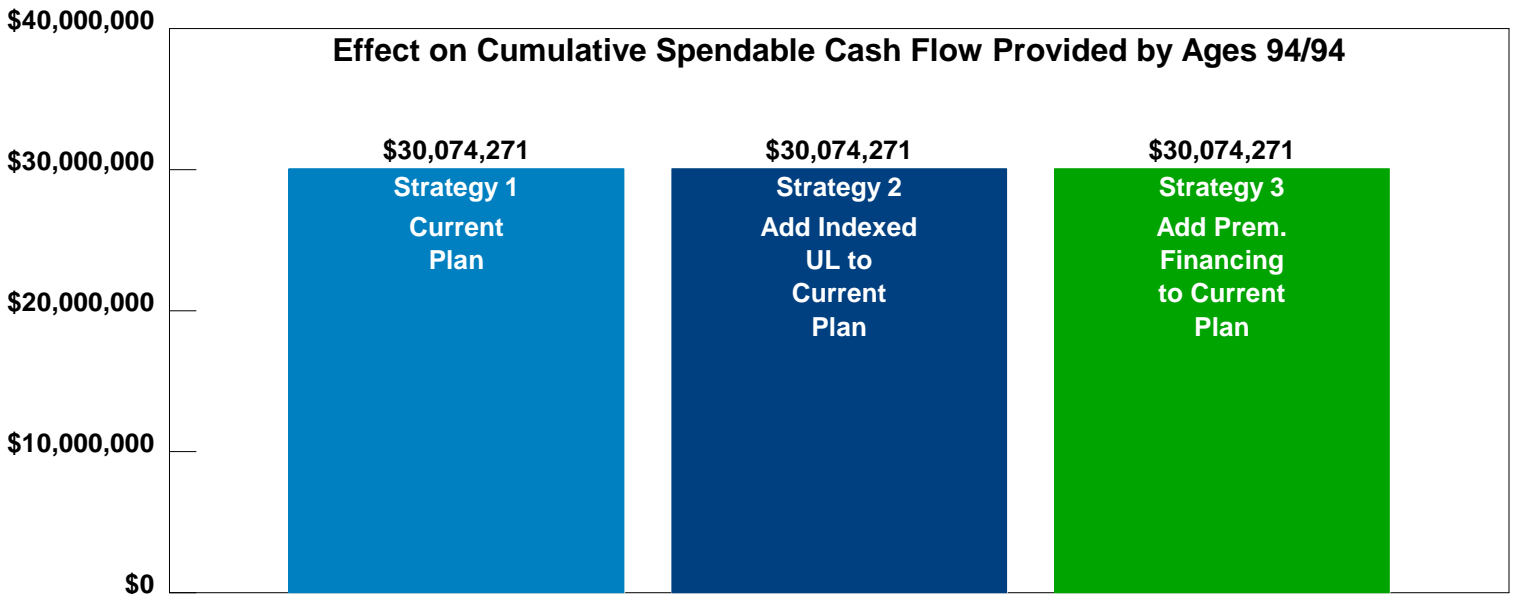 Effect on Cumulative Spendable Cash Flow Provided by Ages 94/94
$40,000,000
$30,000,000
$20,000,000
$10,000,000
$0
$30,074,271
Strategy 1
Current
Plan
$30,074,271
Strategy 2
Add Indexed
UL to
Current
Plan
$30,074,271
Strategy 3
Add Prem.
Financing
to Current
Plan